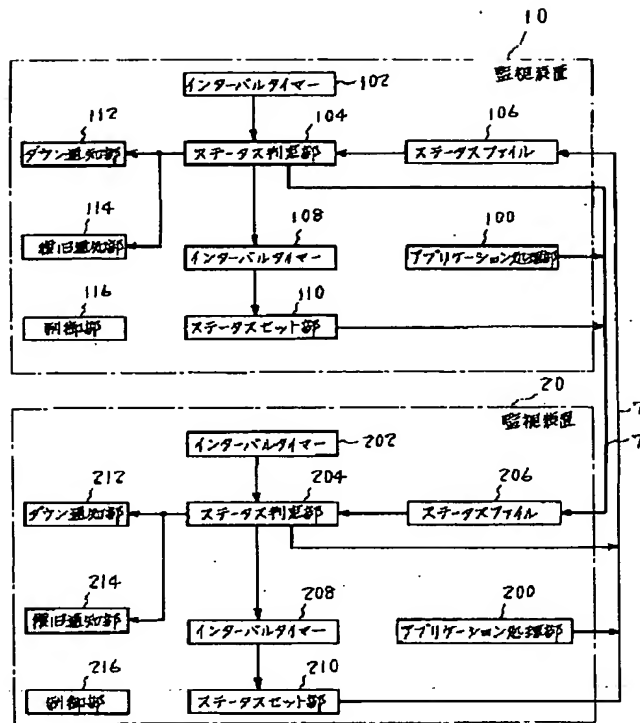 10
監視装置
インターバルタイマー
102
112
104
106
ダウン通知部
ステータス判定部
ステータスファイル
114
108
100
復旧通知部
インターバルタイマー
アプリケーション処理部
116
110
制御部
ステータスセット部
20
監視装置
インターバルタイマー
202
212
204
206
ダウン通知部
ステータス判定部
ステータスファイル
214
208
200
復旧通知部
インターバルタイマー
アプリケーション処理部
216
210
制御部
ステータスセット部